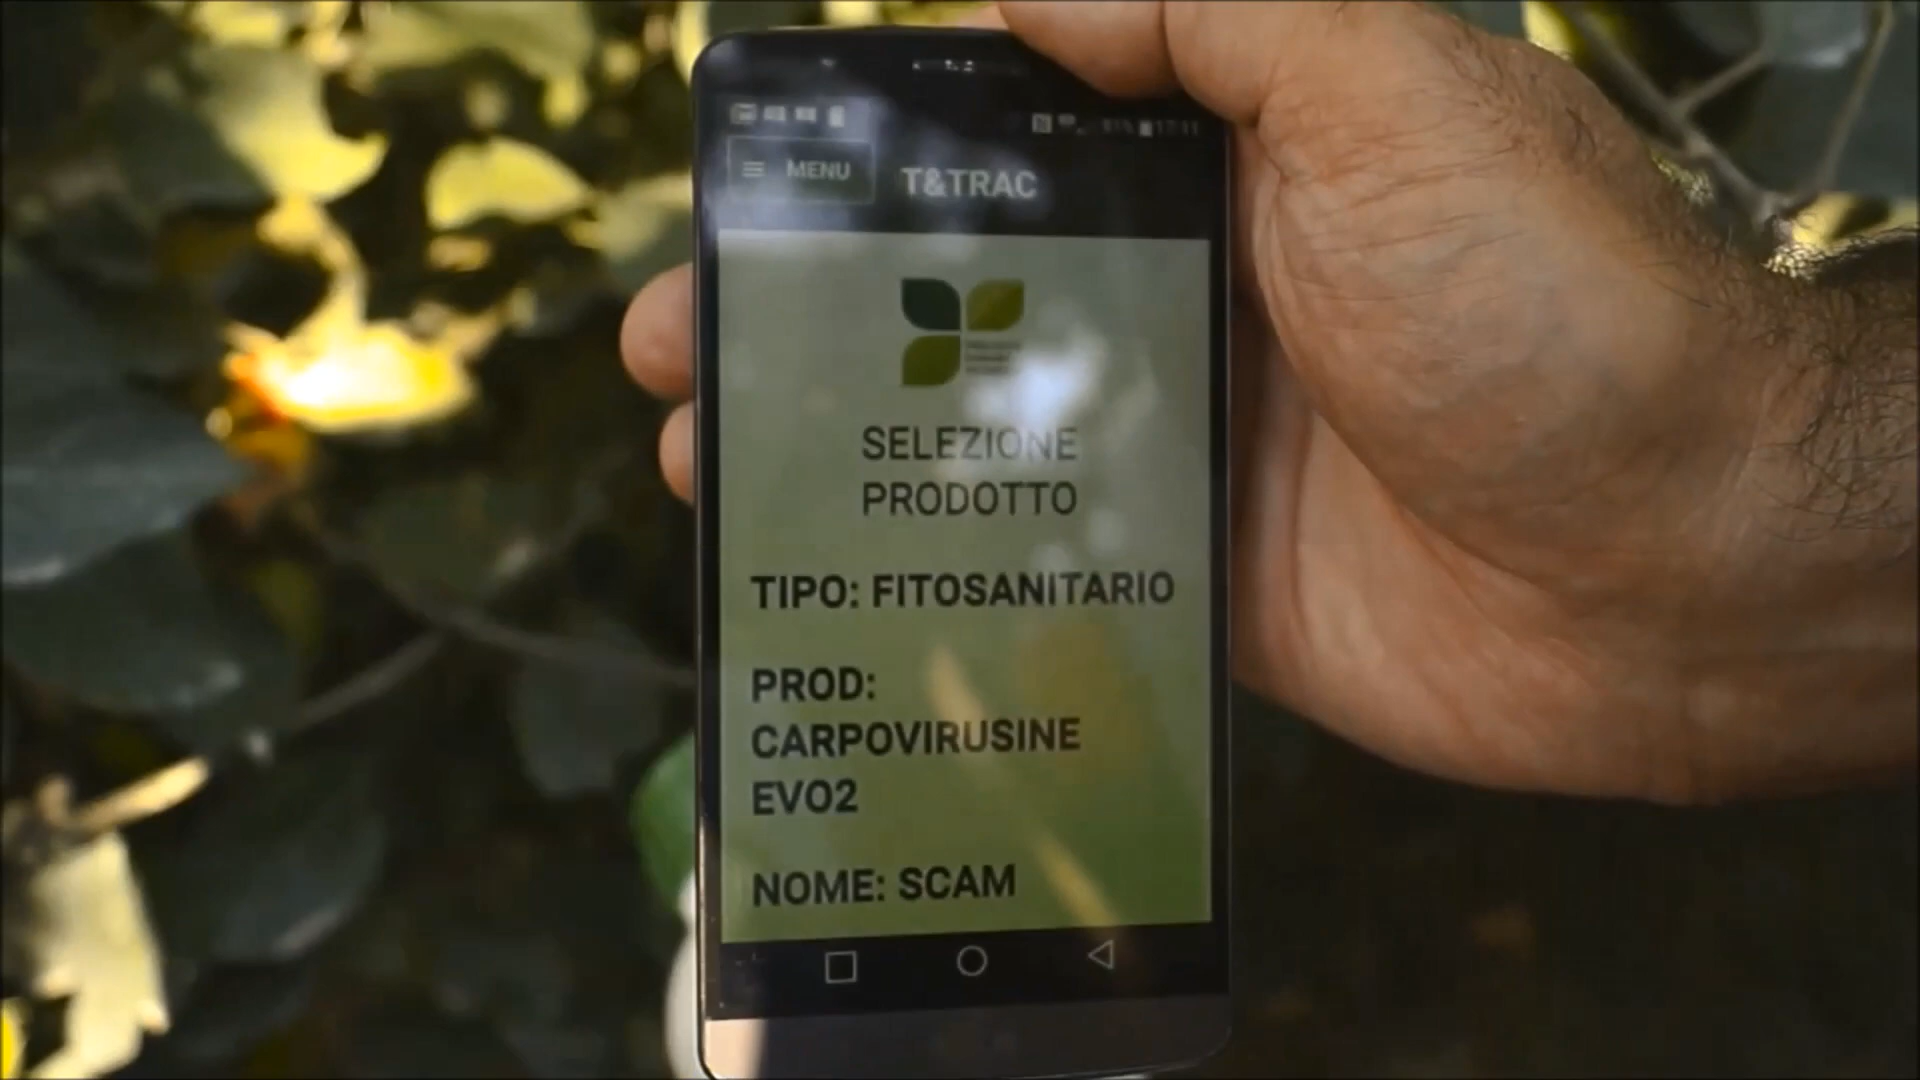 MENU
T&TRAC
SELEZIONE
PRODOTTO
TIPO: FITOSANITARIO
PROD:
CARPOVIRUSINE
EVO2
NOME: SCAM